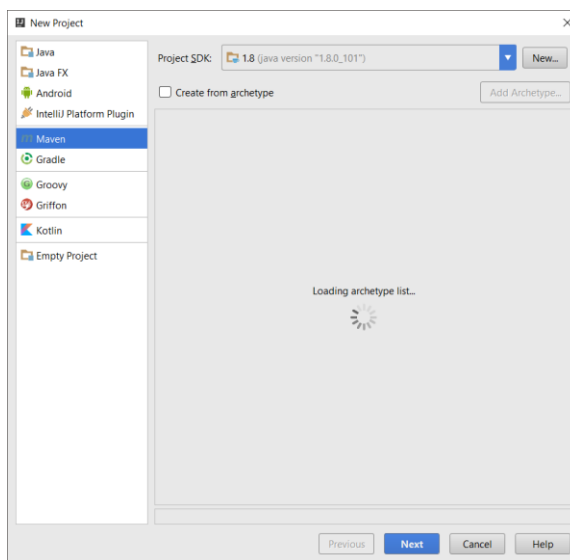 New Project
Java
Java FX
Android
IntelliJ Platform Plugin
Maven
Gradle
Groovy
Griffon
Kotlin
Empty Project
Project SDK: 1.8 (java version "1.8.0_101") New...
Create from archetype Add Archetype...
Loading archetype list...
Previous Next Cancel Help